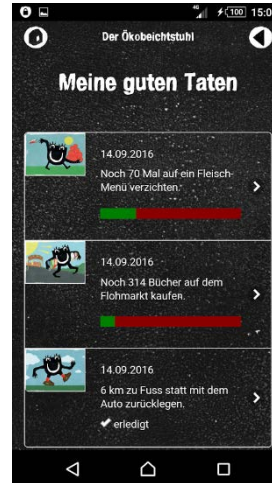 4G 100 15:0
Der Ökobeichtstuhl
Meine guten Taten
14.09.2016
Noch 70 Mal auf ein Fleisch-
Menü verzichten.
14.09.2016
Noch 314 Bücher auf dem
Flohmarkt kaufen.
14.09.2016
6 km zu Fuss statt mit dem
Auto zurücklegen.
erledigt